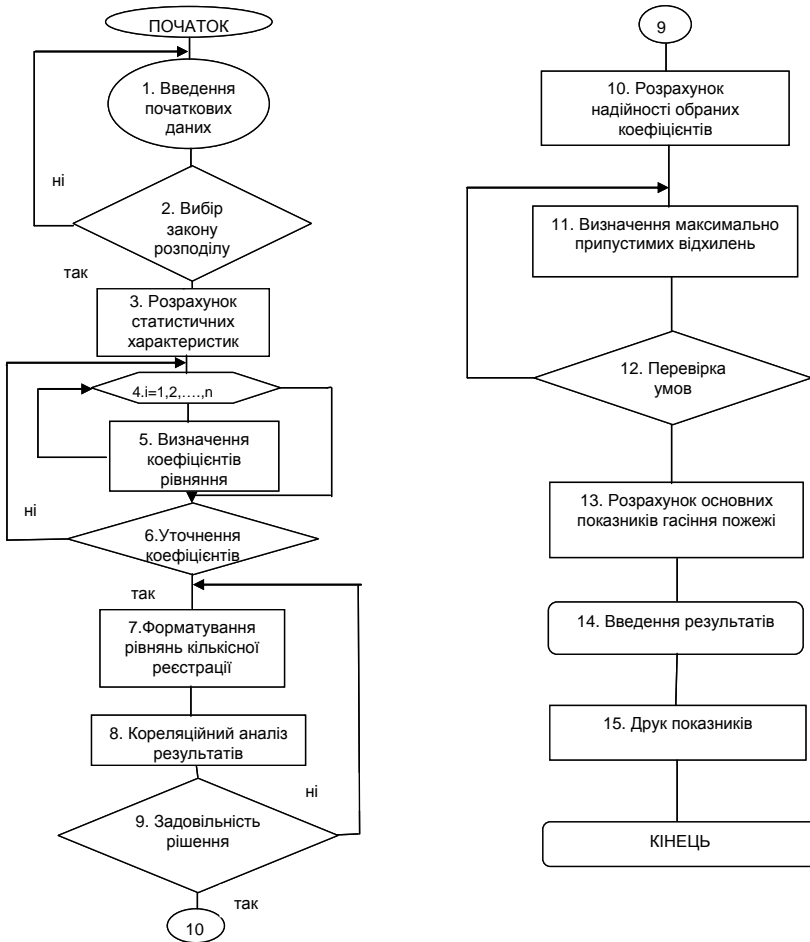 ПОЧАТОК
1. Введення
початкових
даних
ні
2. Вибір
закону
розподілу
так
3. Розрахунок
статистичних
характеристик
4.і=1,2,….,n
5. Визначення
коефіцієнтів
рівняння
ні
6.Уточнення
коефіцієнтів
так
7.Форматування
рівнянь кількісної
реєстрації
8. Кореляційний аналіз
результатів
ні
9. Задовільність
рішення
так
10
9
10. Розрахунок
надійності обраних
коефіцієнтів
11. Визначення максимально
припустимих відхилень
12. Перевірка
умов
13. Розрахунок основних
показників гасіння пожежі
14. Введення результатів
15. Друк показників
КІНЕЦЬ